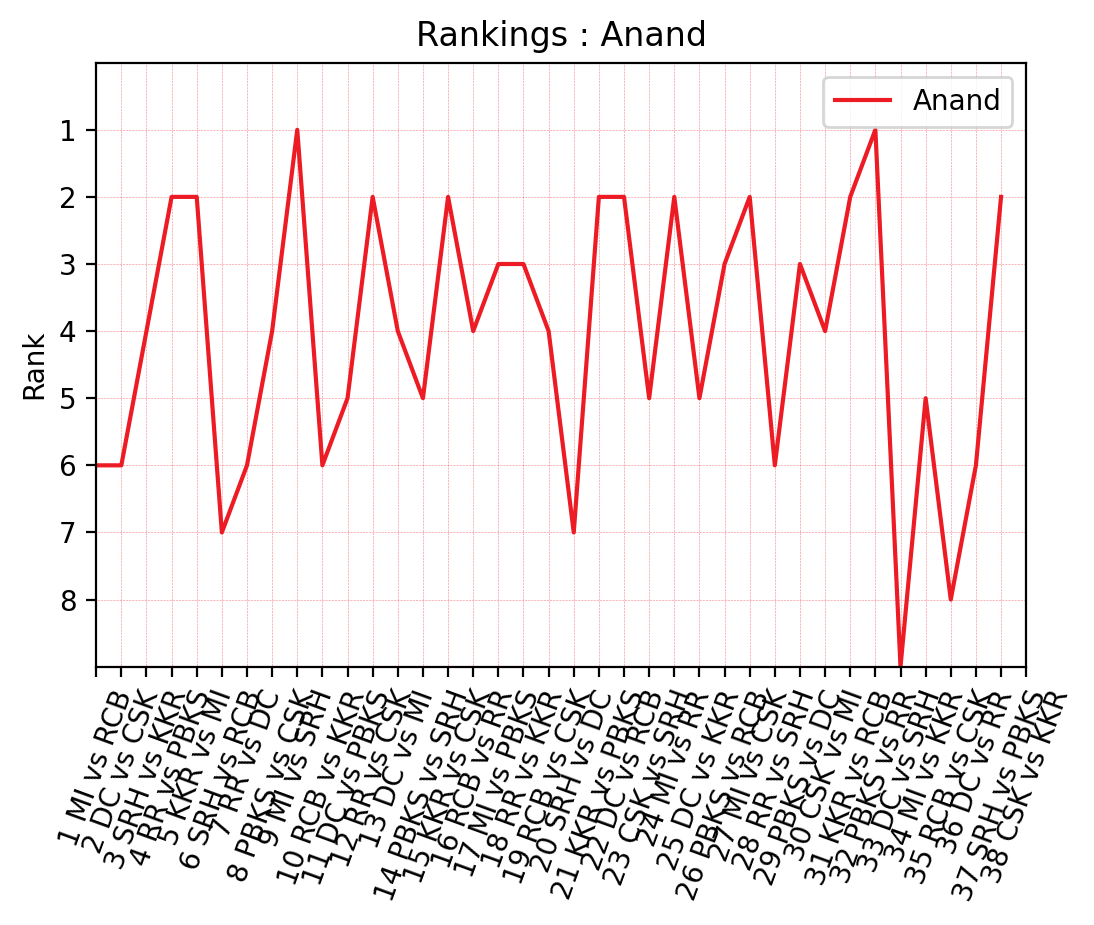 Rankings : Anand
Anand
Rank
1
2
3
4
5
6
7
8
1 MI vs RCB
2 DC vs CSK
3 SRH vs KKR
4 RR vs PBKS
5 KKR vs MI
6 SRH vs RCB
7 RR vs DC
8 PBKS vs CSK
9 MI vs SRH
10 RCB vs KKR
11 DC vs PBKS
12 RR vs CSK
13 DC vs MI
14 PBKS vs SRH
15 KKR vs CSK
16 RCB vs RR
17 MI vs PBKS
18 RR vs KKR
19 RCB vs CSK
20 SRH vs DC
21 KKR vs PBKS
22 DC vs RCB
23 CSK vs SRH
24 MI vs RR
25 DC vs KKR
26 PBKS vs RCB
27 MI vs CSK
28 RR vs SRH
29 PBKS vs DC
30 CSK vs MI
31 KKR vs RCB
32 PBKS vs RR
33 DC vs SRH
34 MI vs KKR
35 RCB vs CSK
36 DC vs RR
37 SRH vs PBKS
38 CSK vs KKR